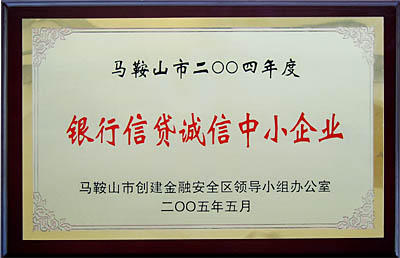 马鞍山市二〇〇四年度
银行信贷诚信中小企业
马鞍山市创建金融安全区领导小组办公室
二〇〇五年五月